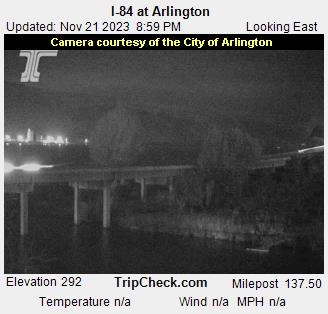 I-84 at Arlington
Updated: Nov 21 2023 8:59 PM Looking East
Camera courtesy of the City of Arlington
Elevation 292 TripCheck.com Milepost 137.50
Temperature n/a Wind n/a MPH n/a